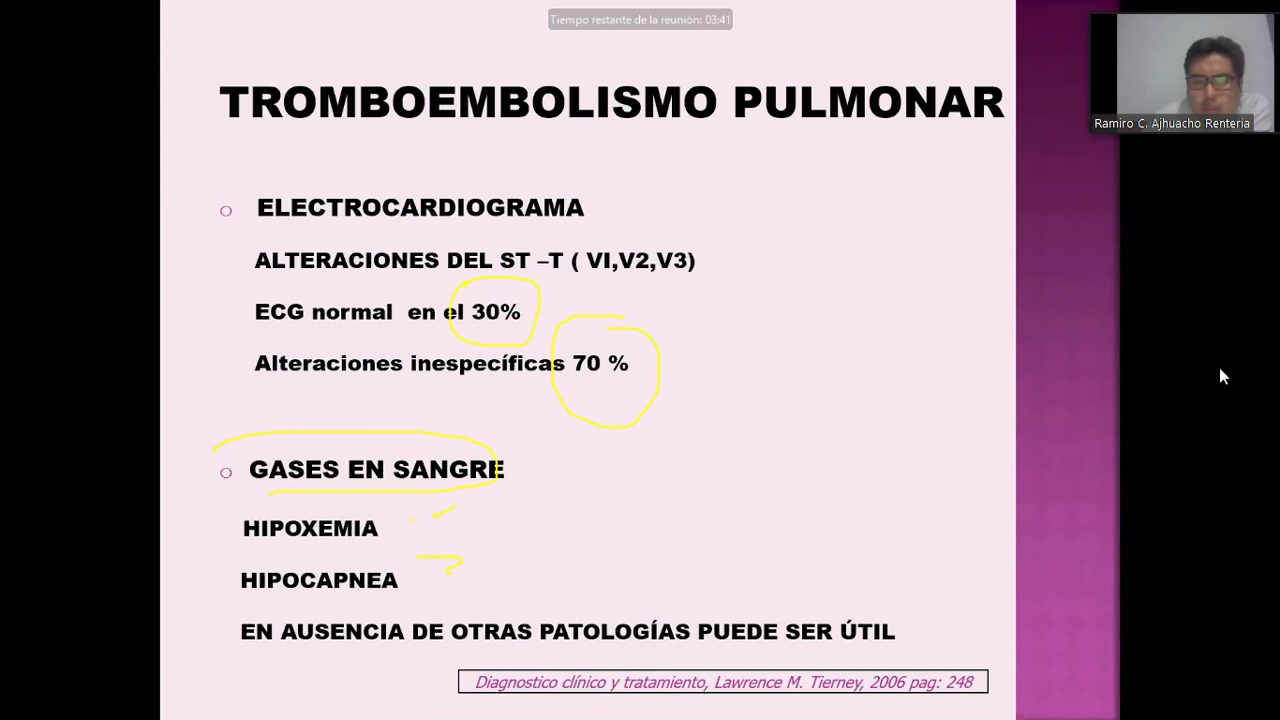 Tiempo restante de la reunión: 03:41
TROMBOEMBOLISMO PULMONAR
Ramiro C. Ajhuacho Renteria
ELECTROCARDIOGRAMA
ALTERACIONES DEL ST –T ( VI,V2,V3)
ECG normal en el 30%
Alteraciones inespecíficas 70 %
GASES EN SANGRE
HIPOXEMIA
HIPOCAPNEA
EN AUSENCIA DE OTRAS PATOLOGÍAS PUEDE SER ÚTIL
Diagnostico clínico y tratamiento, Lawrence M. Tierney, 2006 pag: 248